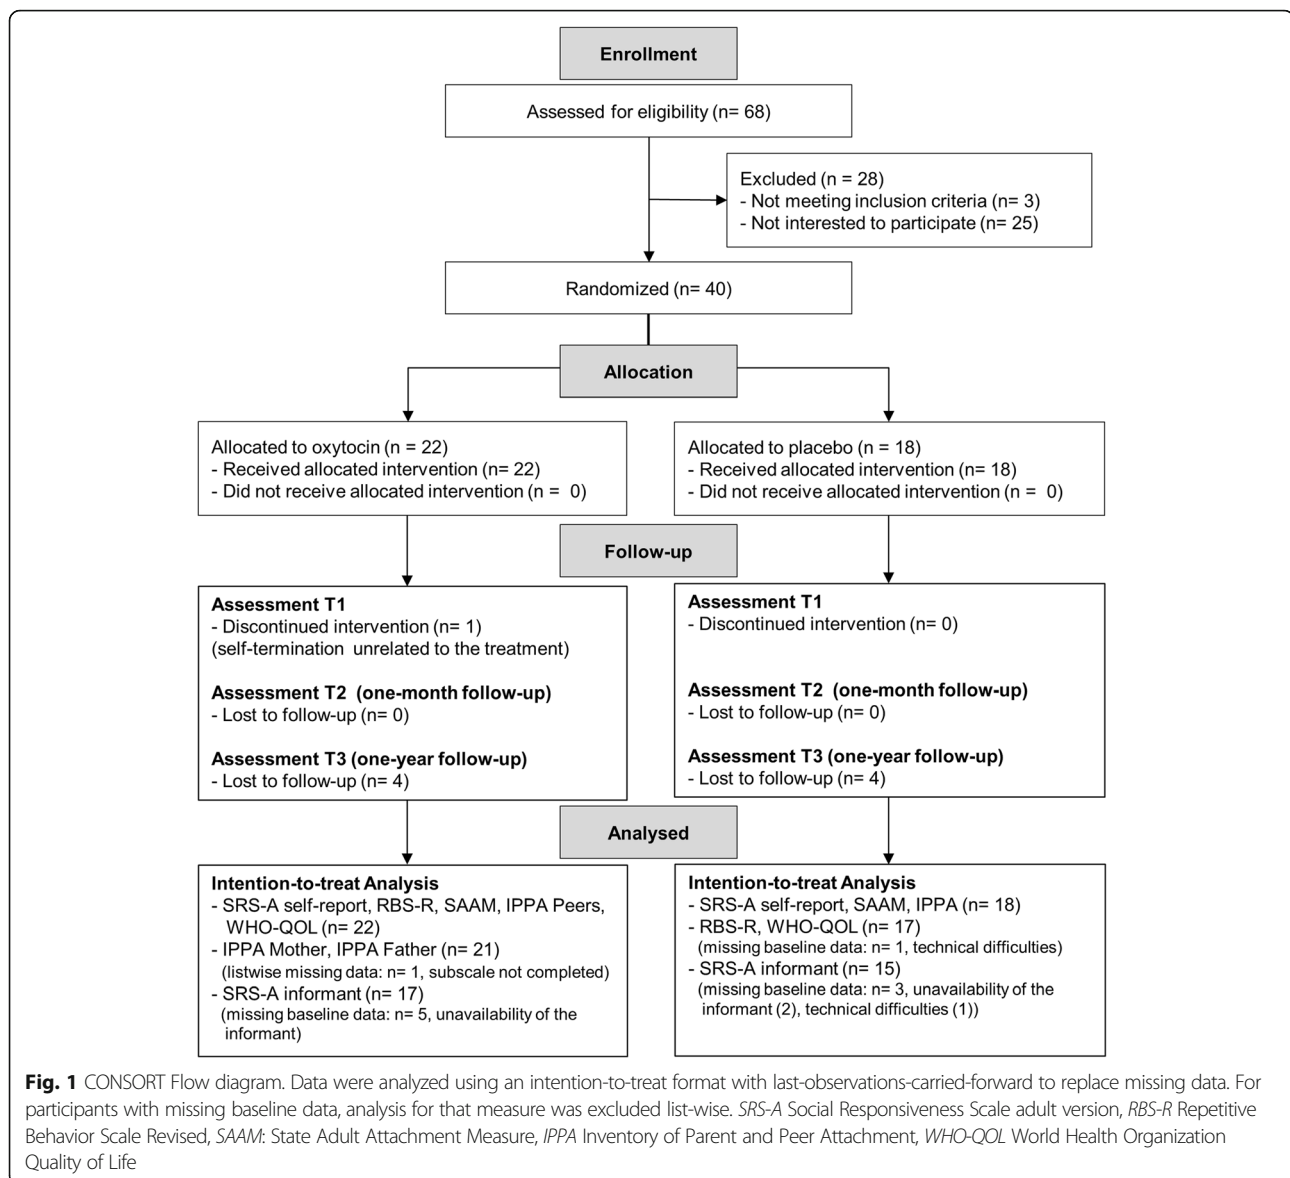 Enrollment
Assessed for eligibility (n= 68)
Excluded (n = 28)
- Not meeting inclusion criteria (n= 3)
- Not interested to participate (n= 25)
Randomized (n= 40)
Allocation
Allocated to oxytocin (n = 22)
- Received allocated intervention (n= 22)
- Did not receive allocated intervention (n = 0)
Allocated to placebo (n = 18)
- Received allocated intervention (n= 18)
- Did not receive allocated intervention (n = 0)
Follow-up
Assessment T1
- Discontinued intervention (n= 1)
(self-termination unrelated to the treatment)
Assessment T2 (one-month follow-up)
- Lost to follow-up (n= 0)
Assessment T3 (one-year follow-up)
- Lost to follow-up (n= 4)
Assessment T1
- Discontinued intervention (n= 0)
Assessment T2 (one-month follow-up)
- Lost to follow-up (n= 0)
Assessment T3 (one-year follow-up)
- Lost to follow-up (n= 4)
Analysed
Intention-to-treat Analysis
- SRS-A self-report, RBS-R, SAAM, IPPA Peers,
WHO-QOL (n= 22)
- IPPA Mother, IPPA Father (n= 21)
(listwise missing data: n= 1, subscale not completed)
- SRS-A informant (n= 17)
(missing baseline data: n= 5, unavailability of the
informant)
Intention-to-treat Analysis
- SRS-A self-report, SAAM, IPPA (n= 18)
- RBS-R, WHO-QOL (n= 17)
(missing baseline data: n= 1, technical difficulties)
- SRS-A informant (n= 15)
(missing baseline data: n= 3, unavailability of the
informant (2), technical difficulties (1))
Fig. 1 CONSORT Flow diagram. Data were analyzed using an intention-to-treat format with last-observations-carried-forward to replace missing data. For
participants with missing baseline data, analysis for that measure was excluded list-wise. SRS-A Social Responsiveness Scale adult version, RBS-R Repetitive
Behavior Scale Revised, SAAM: State Adult Attachment Measure, IPPA Inventory of Parent and Peer Attachment, WHO-QOL World Health Organization
Quality of Life